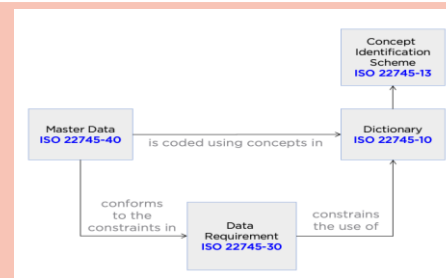 Concept
Identification
Scheme
ISO 22745-13
Master Data
ISO 22745-40
is coded using concepts in
Dictionary
ISO 22745-10
conforms
to the
constraints in
Data
Requirement
ISO 22745-30
constrains
the use of